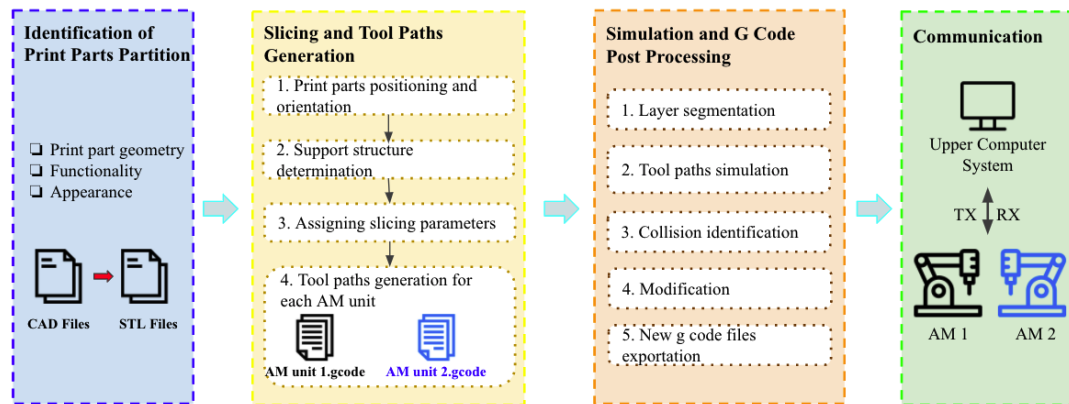 Identification of
Print Parts Partition
Print part geometry
Functionality
Appearance
CAD Files
STL Files
Slicing and Tool Paths
Generation
1. Print parts positioning and
orientation
2. Support structure
determination
3. Assigning slicing parameters
4. Tool paths generation for
each AM unit
AM unit 1.gcode
AM unit 2.gcode
Simulation and G Code
Post Processing
1. Layer segmentation
2. Tool paths simulation
3. Collision identification
4. Modification
5. New g code files
exportation
Communication
Upper Computer
System
TX
RX
AM 1
AM 2